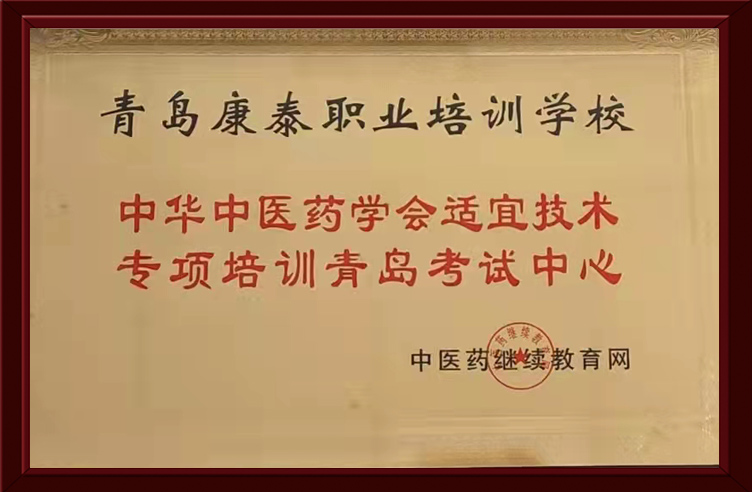 青岛康泰职业培训学校
中华中医药学会适宜技术
专项培训青岛考试中心
中医药继续教育网